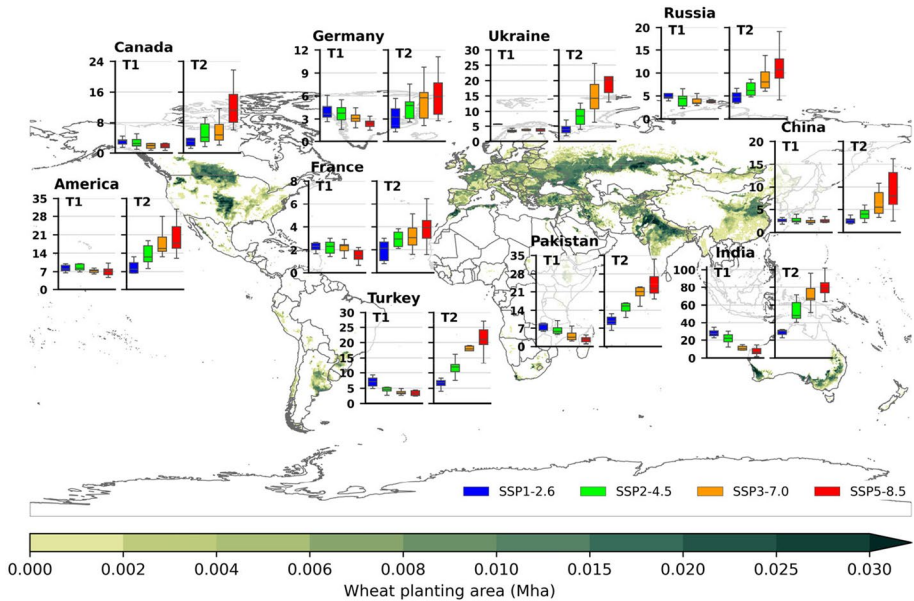 Canada
T1 T2
24
16
8
0
Germany
T1 T2
12
9
6
3
0
Ukraine
T1 T2
30
25
20
15
10
5
0
Russia
T1 T2
20
15
10
5
0
America
T1 T2
35
28
21
14
7
0
France
T1 T2
8
6
4
2
0
China
T1 T2
20
15
10
5
0
Pakistan
T1 T2
35
28
21
14
7
0
India
T1 T2
100
80
60
40
20
0
Turkey
T1 T2
30
25
20
15
10
5
0
SSP1-2.6 SSP2-4.5 SSP3-7.0 SSP5-8.5
0.000 0.002 0.004 0.006 0.008 0.010 0.015 0.020 0.025 0.030
Wheat planting area (Mha)